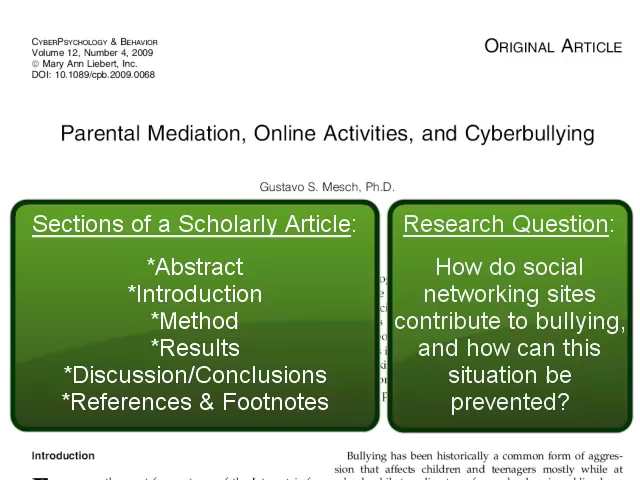 CYBERPSYCHOLOGY & BEHAVIOR
Volume 12, Number 4, 2009
© Mary Ann Liebert, Inc.
DOI: 10.1089/cpb.2009.0068
ORIGINAL ARTICLE
Parental Mediation, Online Activities, and Cyberbullying
Gustavo S. Mesch, Ph.D.
Sections of a Scholarly Article:
*Abstract
*Introduction
*Method
*Results
*Discussion/Conclusions
*References & Footnotes
Research Question:
How do social
networking sites
contribute to bullying,
and how can this
situation be
prevented?
Introduction
Bullying has been historically a common form of aggres-
sion that affects children and teenagers mostly while at